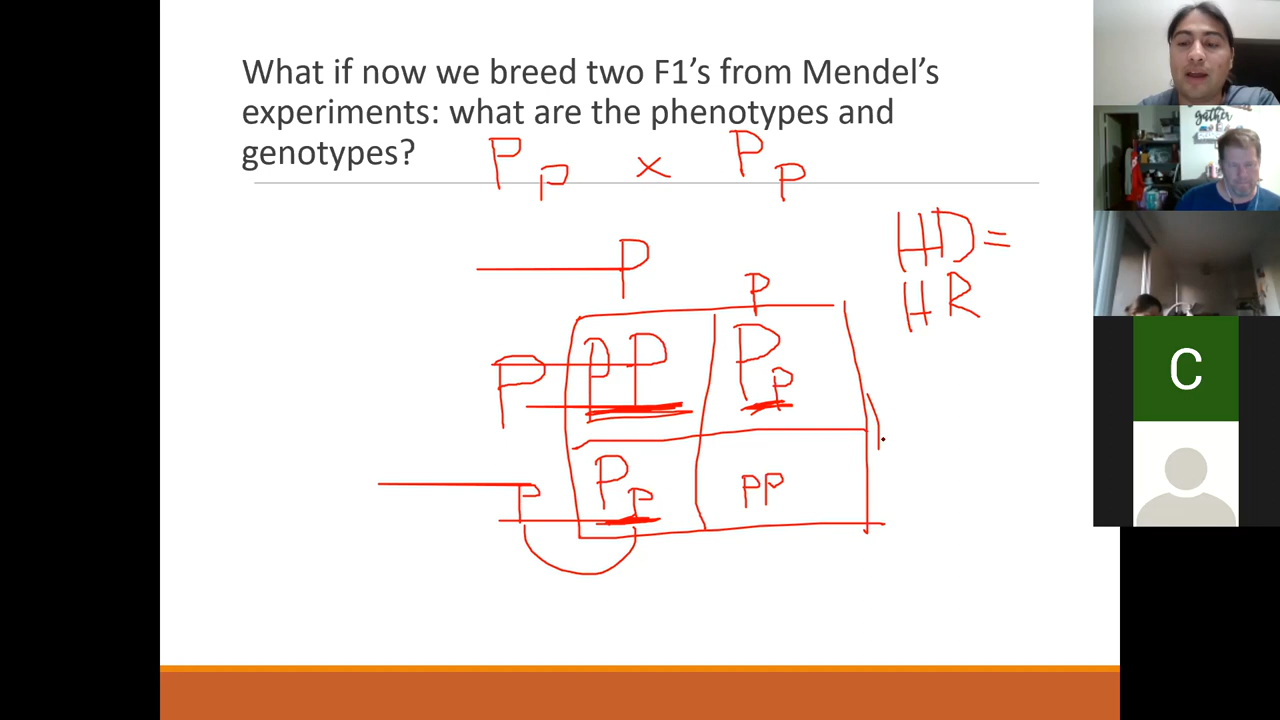 What if now we breed two F1's from Mendel's
experiments: what are the phenotypes and
genotypes?
Pp x Pp
HD=
HR
P p
P PP Pp
p Pp pp
gather
C